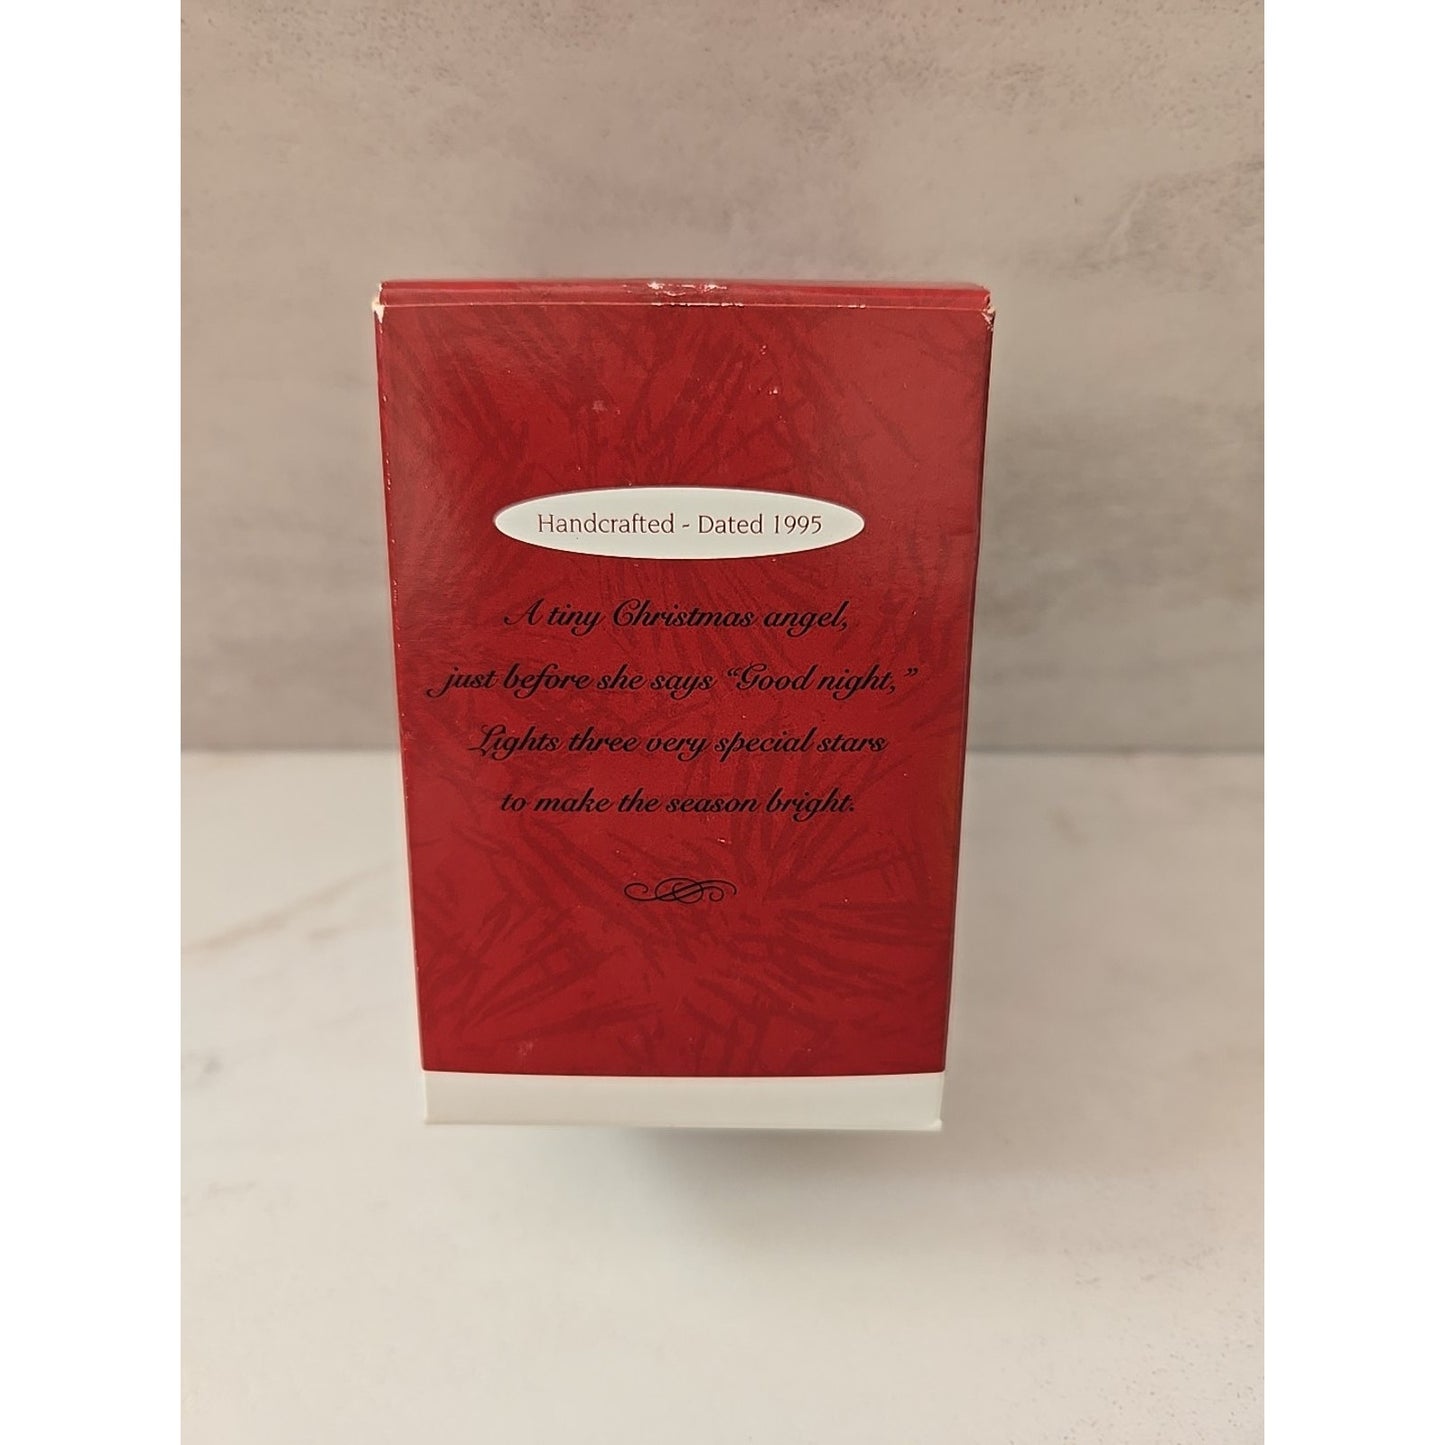 Handcrafted - Dated 1995
A tiny Christmas angel,
just before she says “Good night,”
Lights three very special stars
to make the season bright.